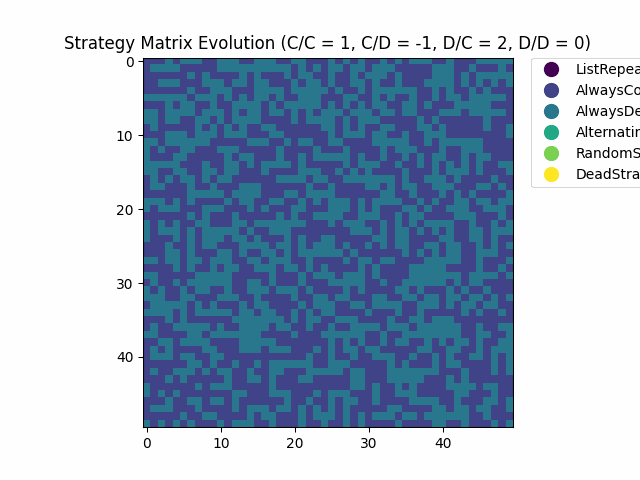 Strategy Matrix Evolution (C/C = 1, C/D = -1, D/C = 2, D/D = 0)
0
10
20
30
40
0 10 20 30 40
ListRepea
AlwaysCo
AlwaysDe
Alternatin
RandomS
DeadStra